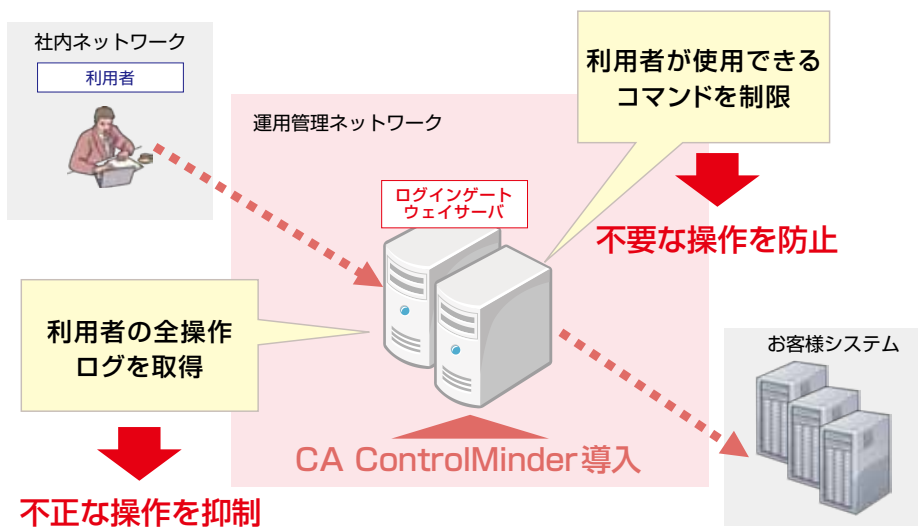 社内ネットワーク
利用者
利用者が使用できる
コマンドを制限
運用管理ネットワーク
ログインゲート
ウェイサーバ
不要な操作を防止
利用者の全操作
ログを取得
お客様システム
CA ControlMinder導入
不正な操作を抑制